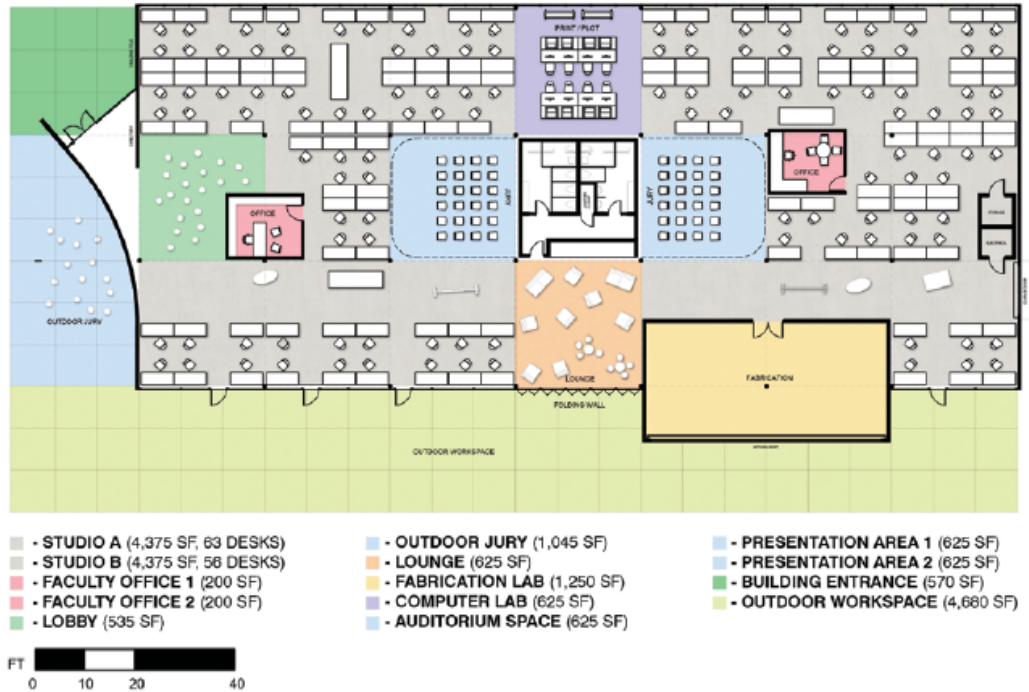 PRINT / PLOT
JURY
JURY
OFFICE
OFFICE
OUTDOOR JURY
LOUNGE
FABRICATION
FOLDING WALL
OUTDOOR WORKSPACE
- STUDIO A (4,375 SF, 63 DESKS)
- STUDIO B (4,375 SF, 56 DESKS)
- FACULTY OFFICE 1 (200 SF)
- FACULTY OFFICE 2 (200 SF)
- LOBBY (535 SF)
- OUTDOOR JURY (1,045 SF)
- LOUNGE (625 SF)
- FABRICATION LAB (1,250 SF)
- COMPUTER LAB (625 SF)
- AUDITORIUM SPACE (625 SF)
- PRESENTATION AREA 1 (625 SF)
- PRESENTATION AREA 2 (625 SF)
- BUILDING ENTRANCE (570 SF)
- OUTDOOR WORKSPACE (4,680 SF)
FT
0 10 20 40